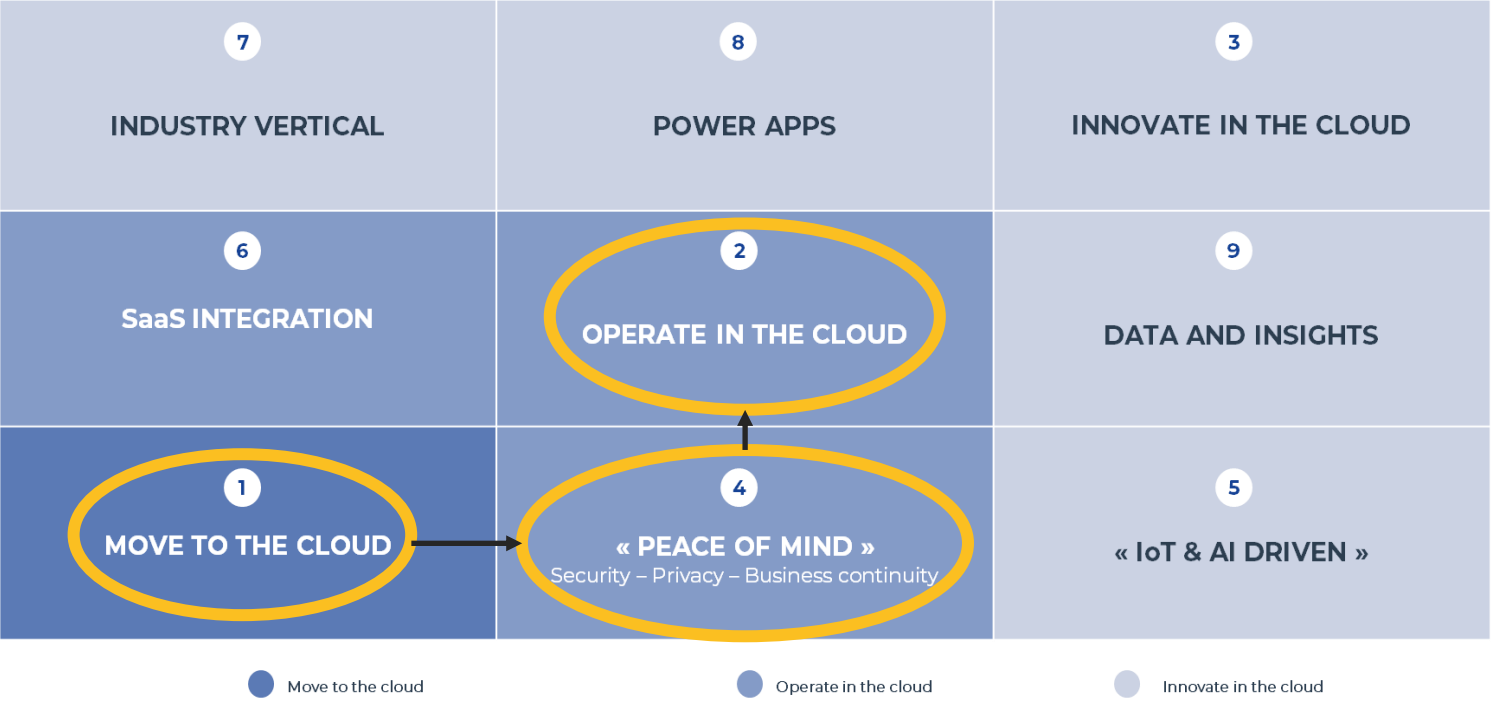 7
INDUSTRY VERTICAL
8
POWER APPS
3
INNOVATE IN THE CLOUD
6
SaaS INTEGRATION
2
OPERATE IN THE CLOUD
9
DATA AND INSIGHTS
1
MOVE TO THE CLOUD
4
« PEACE OF MIND »
Security – Privacy – Business continuity
5
« IoT & AI DRIVEN »
Move to the cloud
Operate in the cloud
Innovate in the cloud